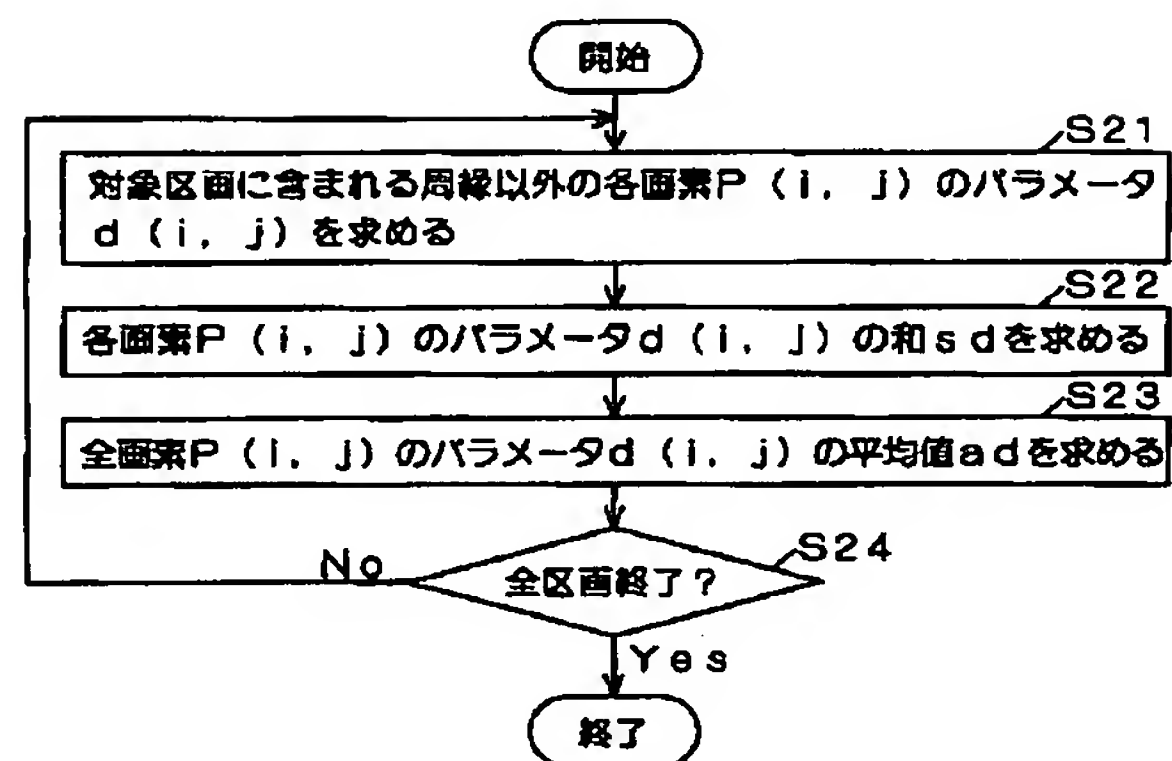 開始
S21
対象区画に含まれる周縁以外の各画素P（i，j）のパラメータ
d（i，j）を求める
S22
各画素P（i，j）のパラメータd（i，j）の和sdを求める
S23
全画素P（i，j）のパラメータd（i，j）の平均値adを求める
S24
全区画終了？
No
Yes
終了